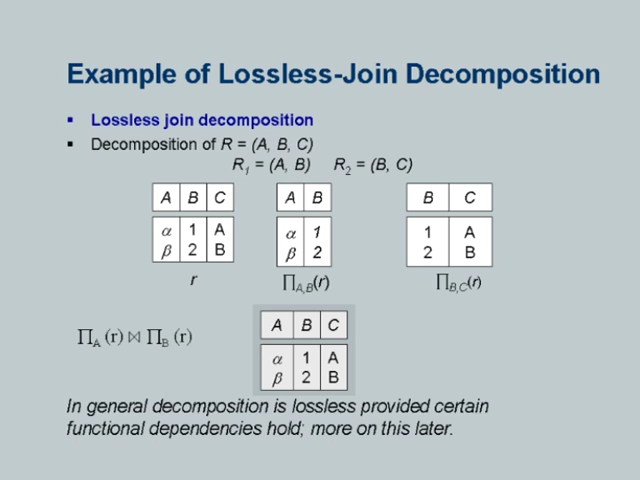 Example of Lossless-Join Decomposition
▪ Lossless join decomposition
▪ Decomposition of R = (A, B, C)
R1 = (A, B) R2 = (B, C)
A B C A B B C
α 1 A α 1 1 A
β 2 B β 2 2 B
r ∏A,B(r) ∏B,C(r)
A B C
∏A (r) ⋈ ∏B (r)
α 1 A
β 2 B
In general decomposition is lossless provided certain
functional dependencies hold; more on this later.